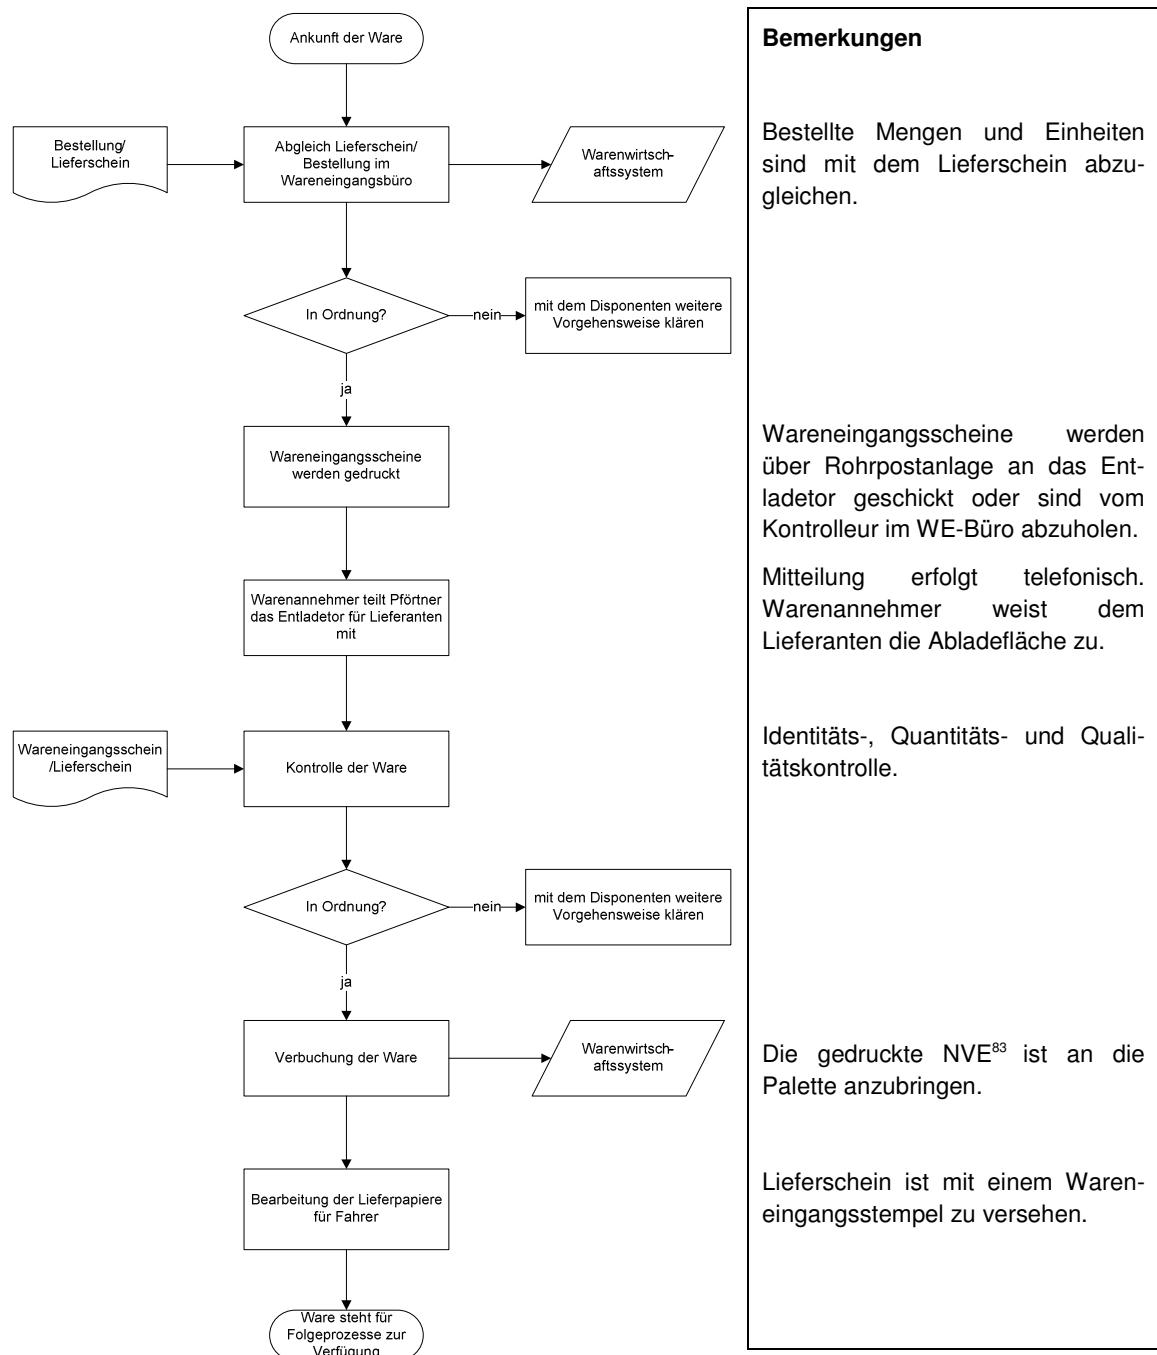 Ankunft der Ware
Bestellung/
Lieferschein
Abgleich Lieferschein/
Bestellung im
Wareneingangsbüro
Warenwirtsch-
aftssystem
In Ordnung?
nein
mit dem Disponenten weitere
Vorgehensweise klären
ja
Wareneingangsscheine
werden gedruckt
Warenannehmer teilt Pförtner
das Entladetor für Lieferanten
mit
Wareneingangsschein
/Lieferschein
Kontrolle der Ware
In Ordnung?
nein
mit dem Disponenten weitere
Vorgehensweise klären
ja
Verbuchung der Ware
Warenwirtsch-
aftssystem
Bearbeitung der Lieferpapiere
für Fahrer
Ware steht für
Folgeprozesse zur
Verfügung
Bemerkungen
Bestellte Mengen und Einheiten
sind mit dem Lieferschein abzu-
gleichen.
Wareneingangsscheine werden
über Rohrpostanlage an das Ent-
ladetor geschickt oder sind vom
Kontrolleur im WE-Büro abzuholen.
Mitteilung erfolgt telefonisch.
Warenannehmer weist dem
Lieferanten die Abladefläche zu.
Identitäts-, Quantitäts- und Quali-
tätskontrolle.
Die gedruckte NVE⁸³ ist an die
Palette anzubringen.
Lieferschein ist mit einem Waren-
eingangsstempel zu versehen.